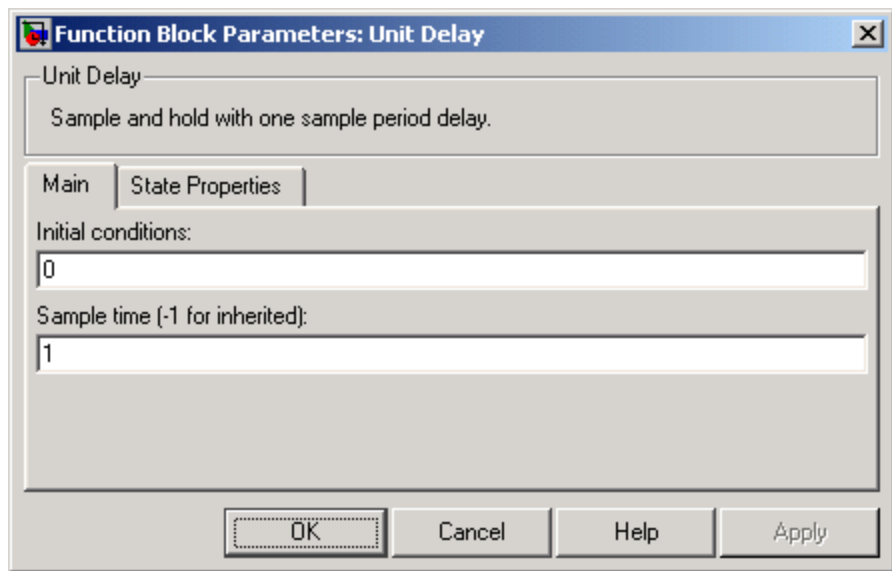 Function Block Parameters: Unit Delay
Unit Delay
Sample and hold with one sample period delay.
Main State Properties
Initial conditions:
0
Sample time (-1 for inherited):
1
OK Cancel Help Apply